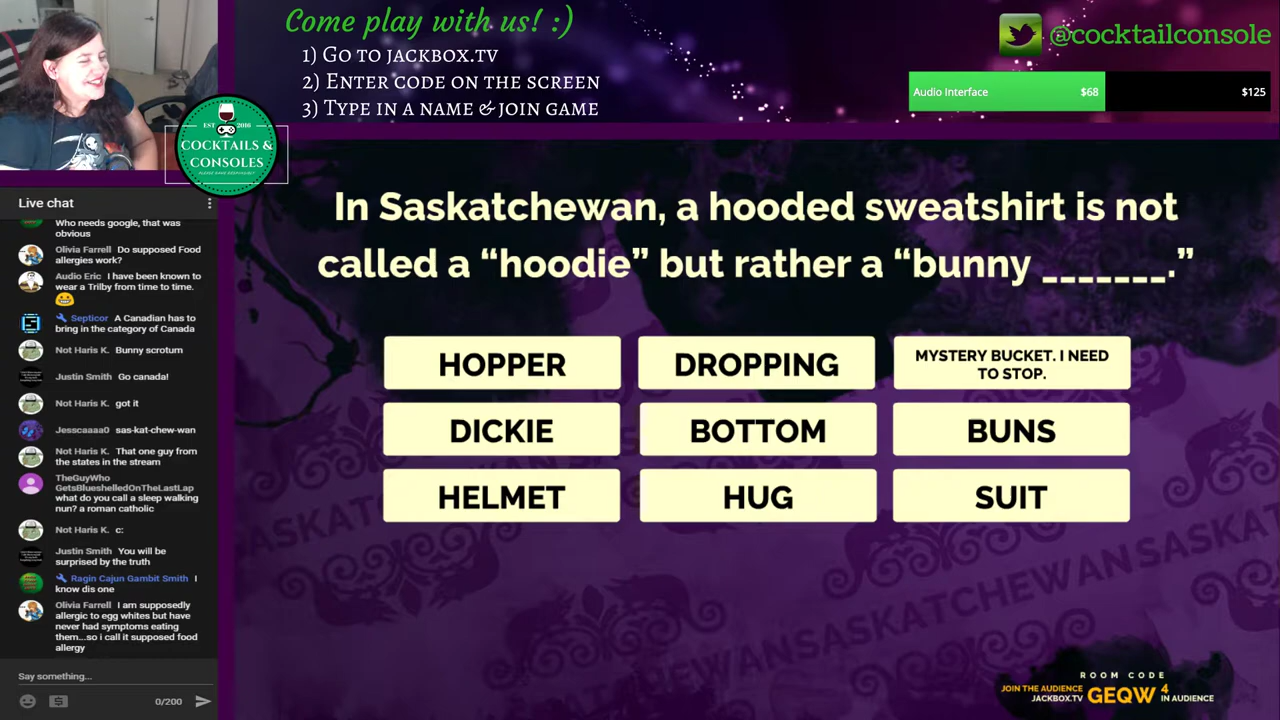 Come play with us! :)
1) Go to jackbox.tv
2) Enter code on the screen
3) Type in a name & join game
@cocktailconsole
Audio Interface $68 $125
EST 2016
COCKTAILS &
CONSOLES
PLEASE GAME RESPONSIBLY
Live chat
Who needs google, that was
obvious
Olivia Farrell Do supposed Food
allergies work?
Audio Eric I have been known to
wear a Trilby from time to time.
Septicor A Canadian has to
bring in the category of Canada
Not Haris K. Bunny scrotum
Justin Smith Go canada!
Not Haris K. got it
Jesscaaaa0 sas-kat-chew-wan
Not Haris K. That one guy from
the states in the stream
TheGuyWho
GetsBlueshelledOnTheLastLap
what do you call a sleep walking
nun? a roman catholic
Not Haris K. c:
Justin Smith You will be
surprised by the truth
Ragin Cajun Gambit Smith I
know dis one
Olivia Farrell I am supposedly
allergic to egg whites but have
never had symptoms eating
them...so i call it supposed food
allergy
Say something...
0/200
In Saskatchewan, a hooded sweatshirt is not
called a “hoodie” but rather a “bunny _______.”
HOPPER
DROPPING
MYSTERY BUCKET. I NEED
TO STOP.
DICKIE
BOTTOM
BUNS
HELMET
HUG
SUIT
SASKATCHEWAN SASKATCHEWAN
ROOM CODE
JOIN THE AUDIENCE
JACKBOX.TV
GEQW
4
IN AUDIENCE